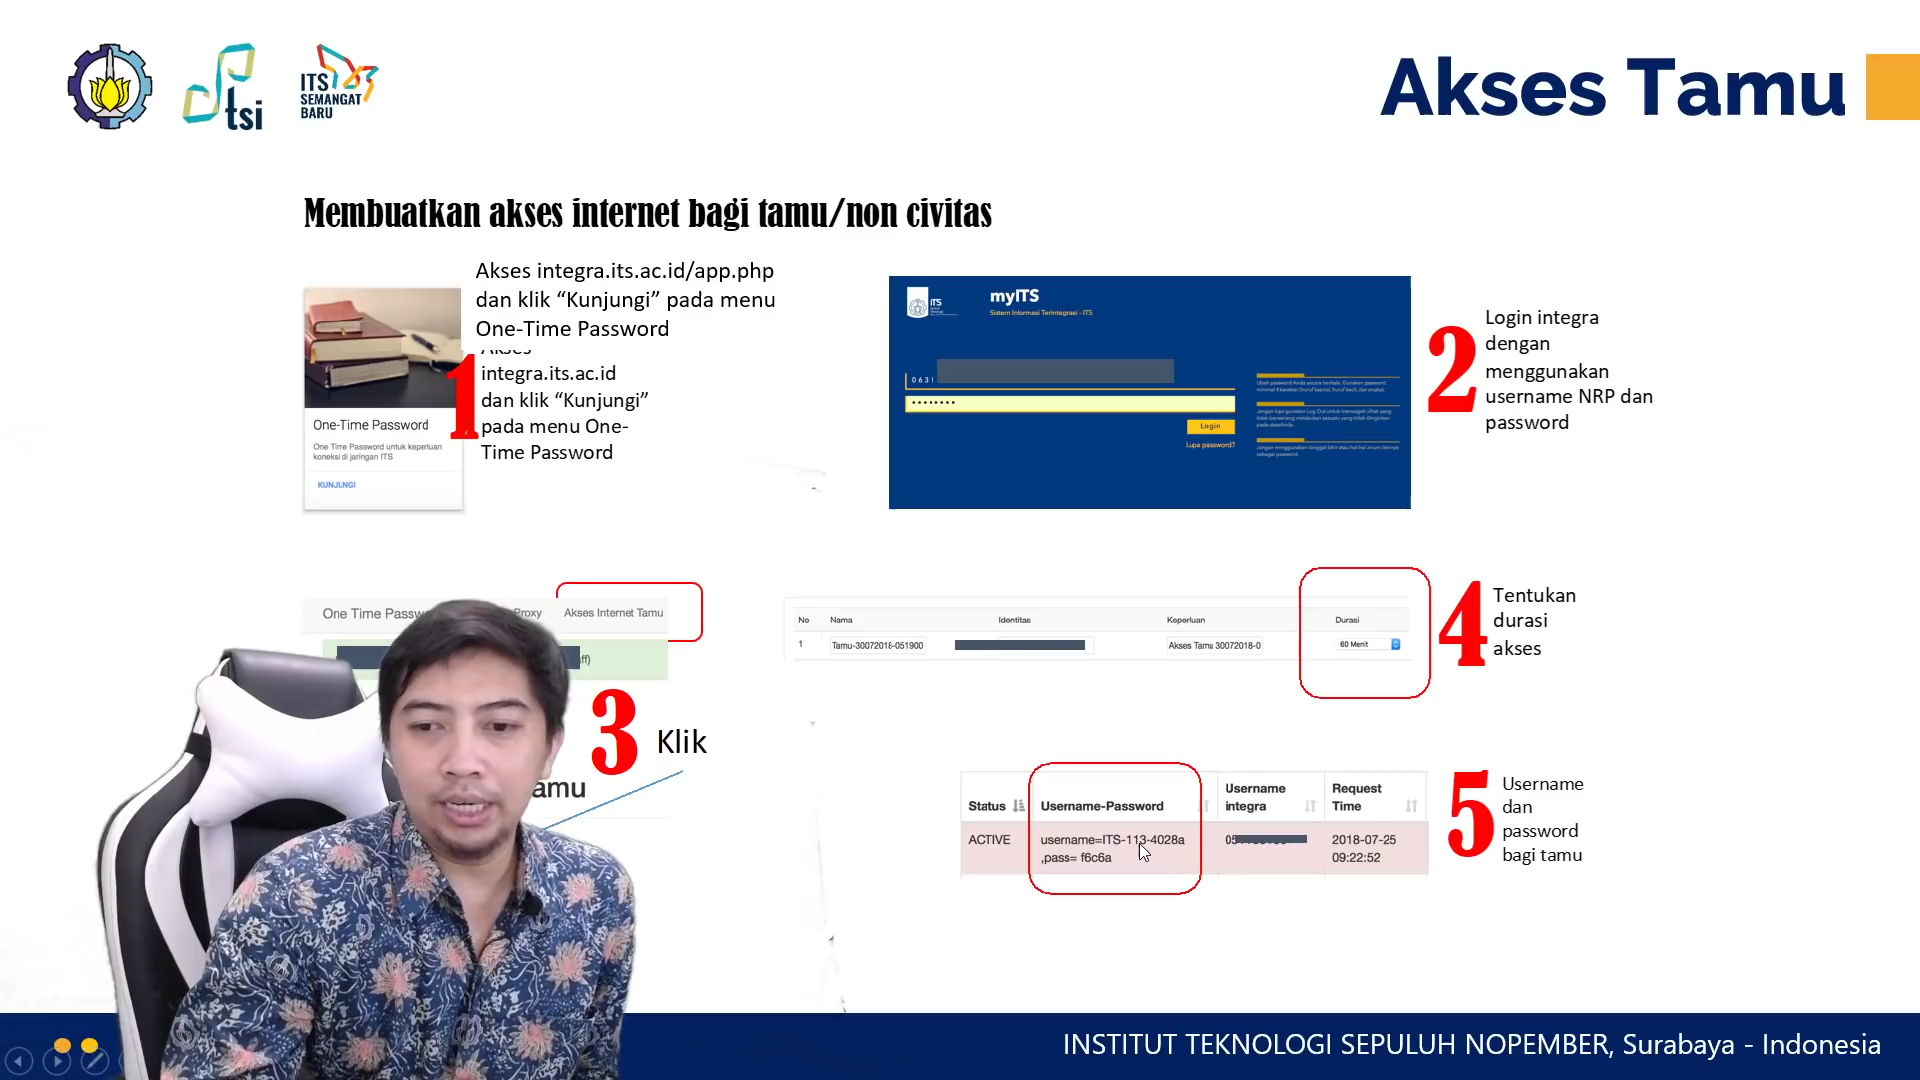 tsi
ITS
SEMANGAT
BARU
Akses Tamu
Membuatkan akses internet bagi tamu/non civitas
Akses integra.its.ac.id/app.php
dan klik “Kunjungi” pada menu
One-Time Password
1
integra.its.ac.id
dan klik “Kunjungi”
pada menu One-
Time Password
One-Time Password
One Time Password untuk keperluan
koneksi di jaringan ITS
KUNJUNGI
ITS
myITS
Sistem Informasi Terintegrasi - ITS
063
Login
Lupa password?
2
Login integra
dengan
menggunakan
username NRP dan
password
One Time Passw
Proxy
Akses Internet Tamu
ff)
3
Klik
amu
No Nama Identitas Keperluan Durasi
1 Tamu-30072018-051900 Akses Tamu 30072018-0 60 Menit
4
Tentukan
durasi
akses
Status Username-Password Username integra Request Time
ACTIVE username=ITS-113-4028a ,pass= f6c6a 2018-07-25 09:22:52
5
Username
dan
password
bagi tamu
INSTITUT TEKNOLOGI SEPULUH NOPEMBER, Surabaya - Indonesia